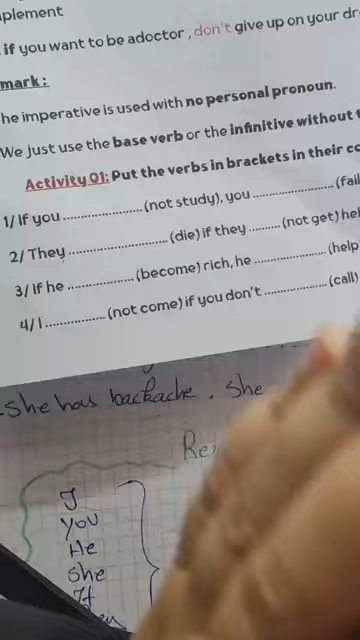 plement
if you want to be adoctor , don't give up on your dr
mark :
he imperative is used with no personal pronoun.
We just use the base verb or the infinitive without t
Activity 01: Put the verbs in brackets in their co
1/ If you ...................... (not study), you ...................... (fail
2/ They ........................... (die) if they ......... (not get) hel
3/ If he .................. (become) rich, he .................... (help
4/ I ................ (not come) if you don't ................. (call)
She has backache . She
Re
I
you
He
she
It